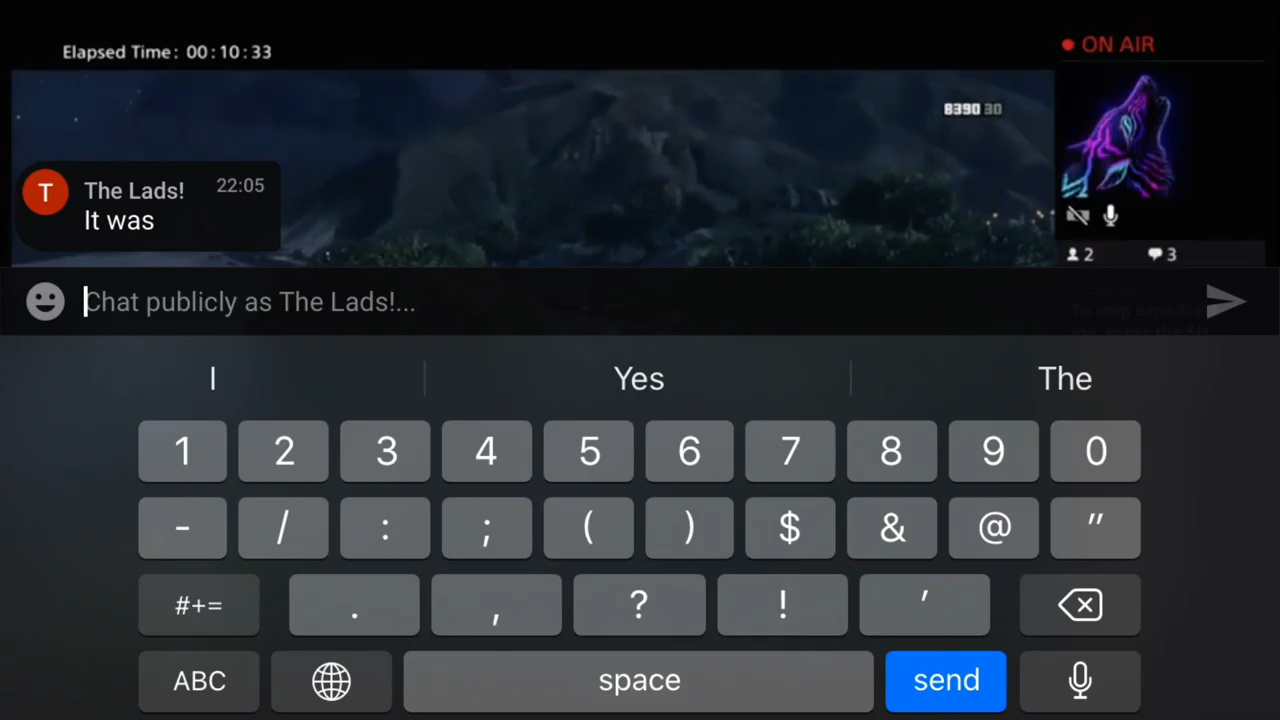 Elapsed Time: 00:10:33
ON AIR
8390 30
T
The Lads! 22:05
It was
2 3
Chat publicly as The Lads!...
I Yes The
1 2 3 4 5 6 7 8 9 0
- / : ; ( ) $ & @ "
#+= . , ? ! '
ABC space send